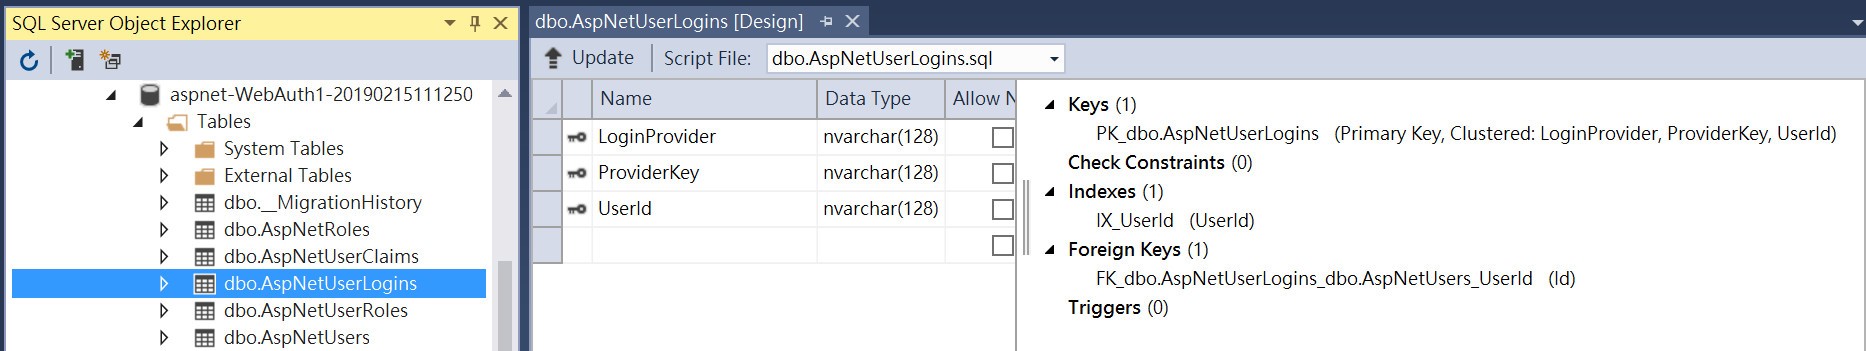 SQL Server Object Explorer
aspnet-WebAuth1-20190215111250
Tables
System Tables
External Tables
dbo.__MigrationHistory
dbo.AspNetRoles
dbo.AspNetUserClaims
dbo.AspNetUserLogins
dbo.AspNetUserRoles
dbo.AspNetUsers
dbo.AspNetUserLogins [Design]
Update Script File: dbo.AspNetUserLogins.sql
Name Data Type Allow N
LoginProvider nvarchar(128)
ProviderKey nvarchar(128)
UserId nvarchar(128)
Keys (1)
PK_dbo.AspNetUserLogins (Primary Key, Clustered: LoginProvider, ProviderKey, UserId)
Check Constraints (0)
Indexes (1)
IX_UserId (UserId)
Foreign Keys (1)
FK_dbo.AspNetUserLogins_dbo.AspNetUsers_UserId (Id)
Triggers (0)